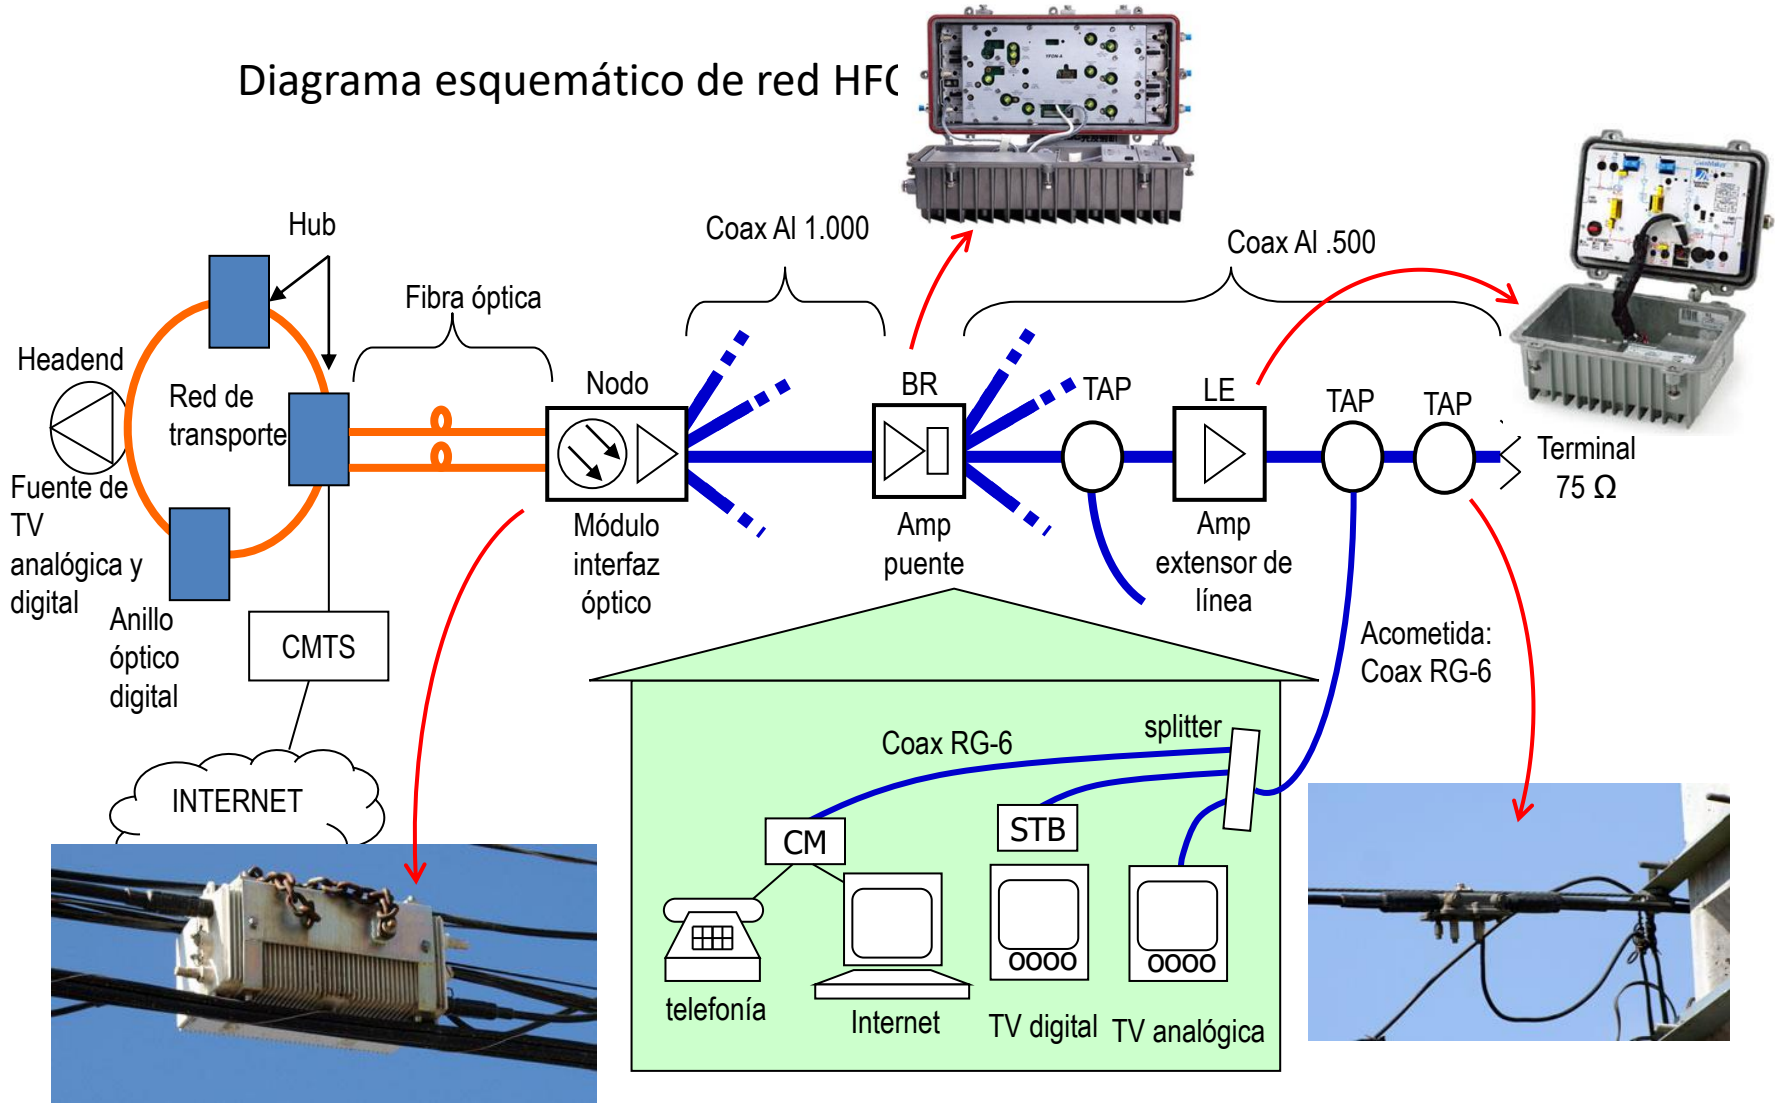 Diagrama esquemático de red HFC
Hub
Coax Al 1.000
Coax Al .500
Fibra óptica
Headend
Red de
transporte
Nodo
BR
TAP
LE
TAP
TAP
Terminal
75 Ω
Fuente de
TV
analógica y
digital
Módulo
interfaz
óptico
Amp
puente
Amp
extensor de
línea
Anillo
óptico
digital
CMTS
Acometida:
Coax RG-6
INTERNET
Coax RG-6
splitter
CM
STB
telefonía
Internet
TV digital
TV analógica